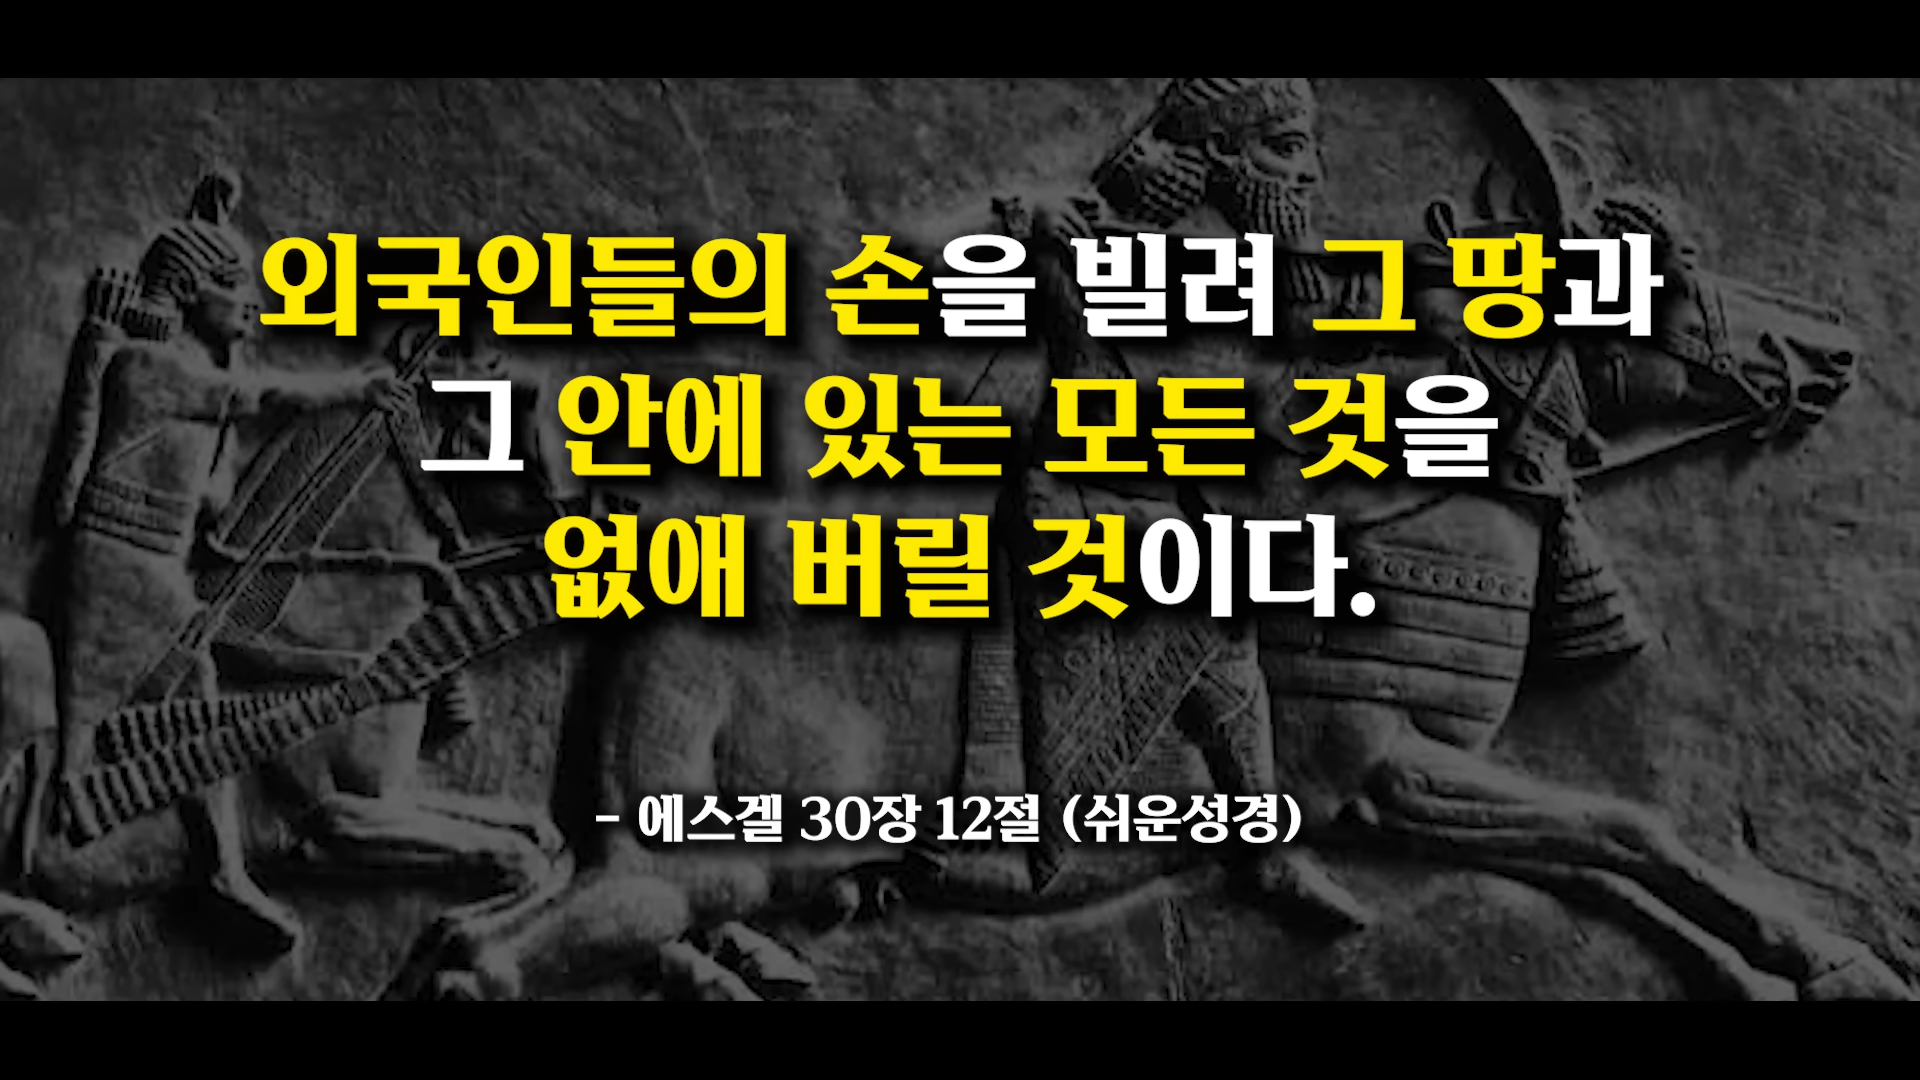 외국인들의 손을 빌려 그 땅과
그 안에 있는 모든 것을
없애 버릴 것이다.
- 에스겔 30장 12절 (쉬운성경)